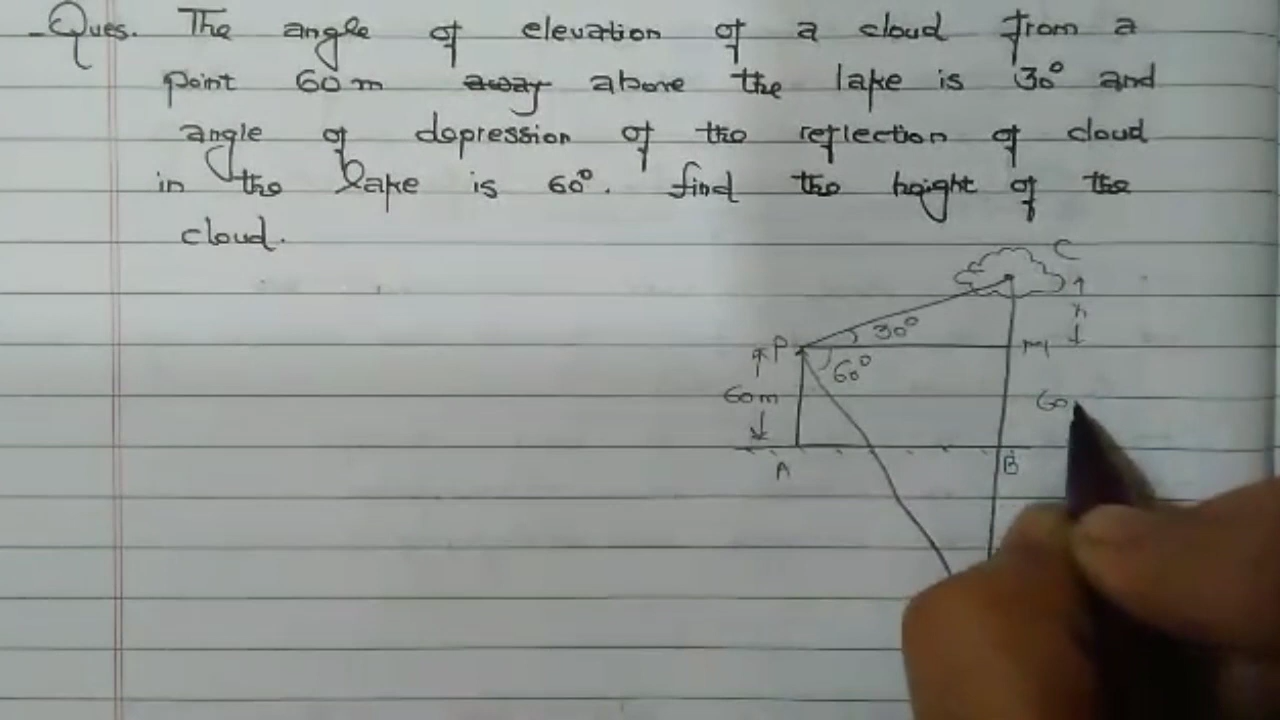 Ques. The angle of elevation of a cloud from a
point 60m away above the lake is 30° and
angle of depression of the reflection of cloud
in the lake is 60°. find the height of the
cloud.
C
30°
x
P
M
60°
60m
60
A
B